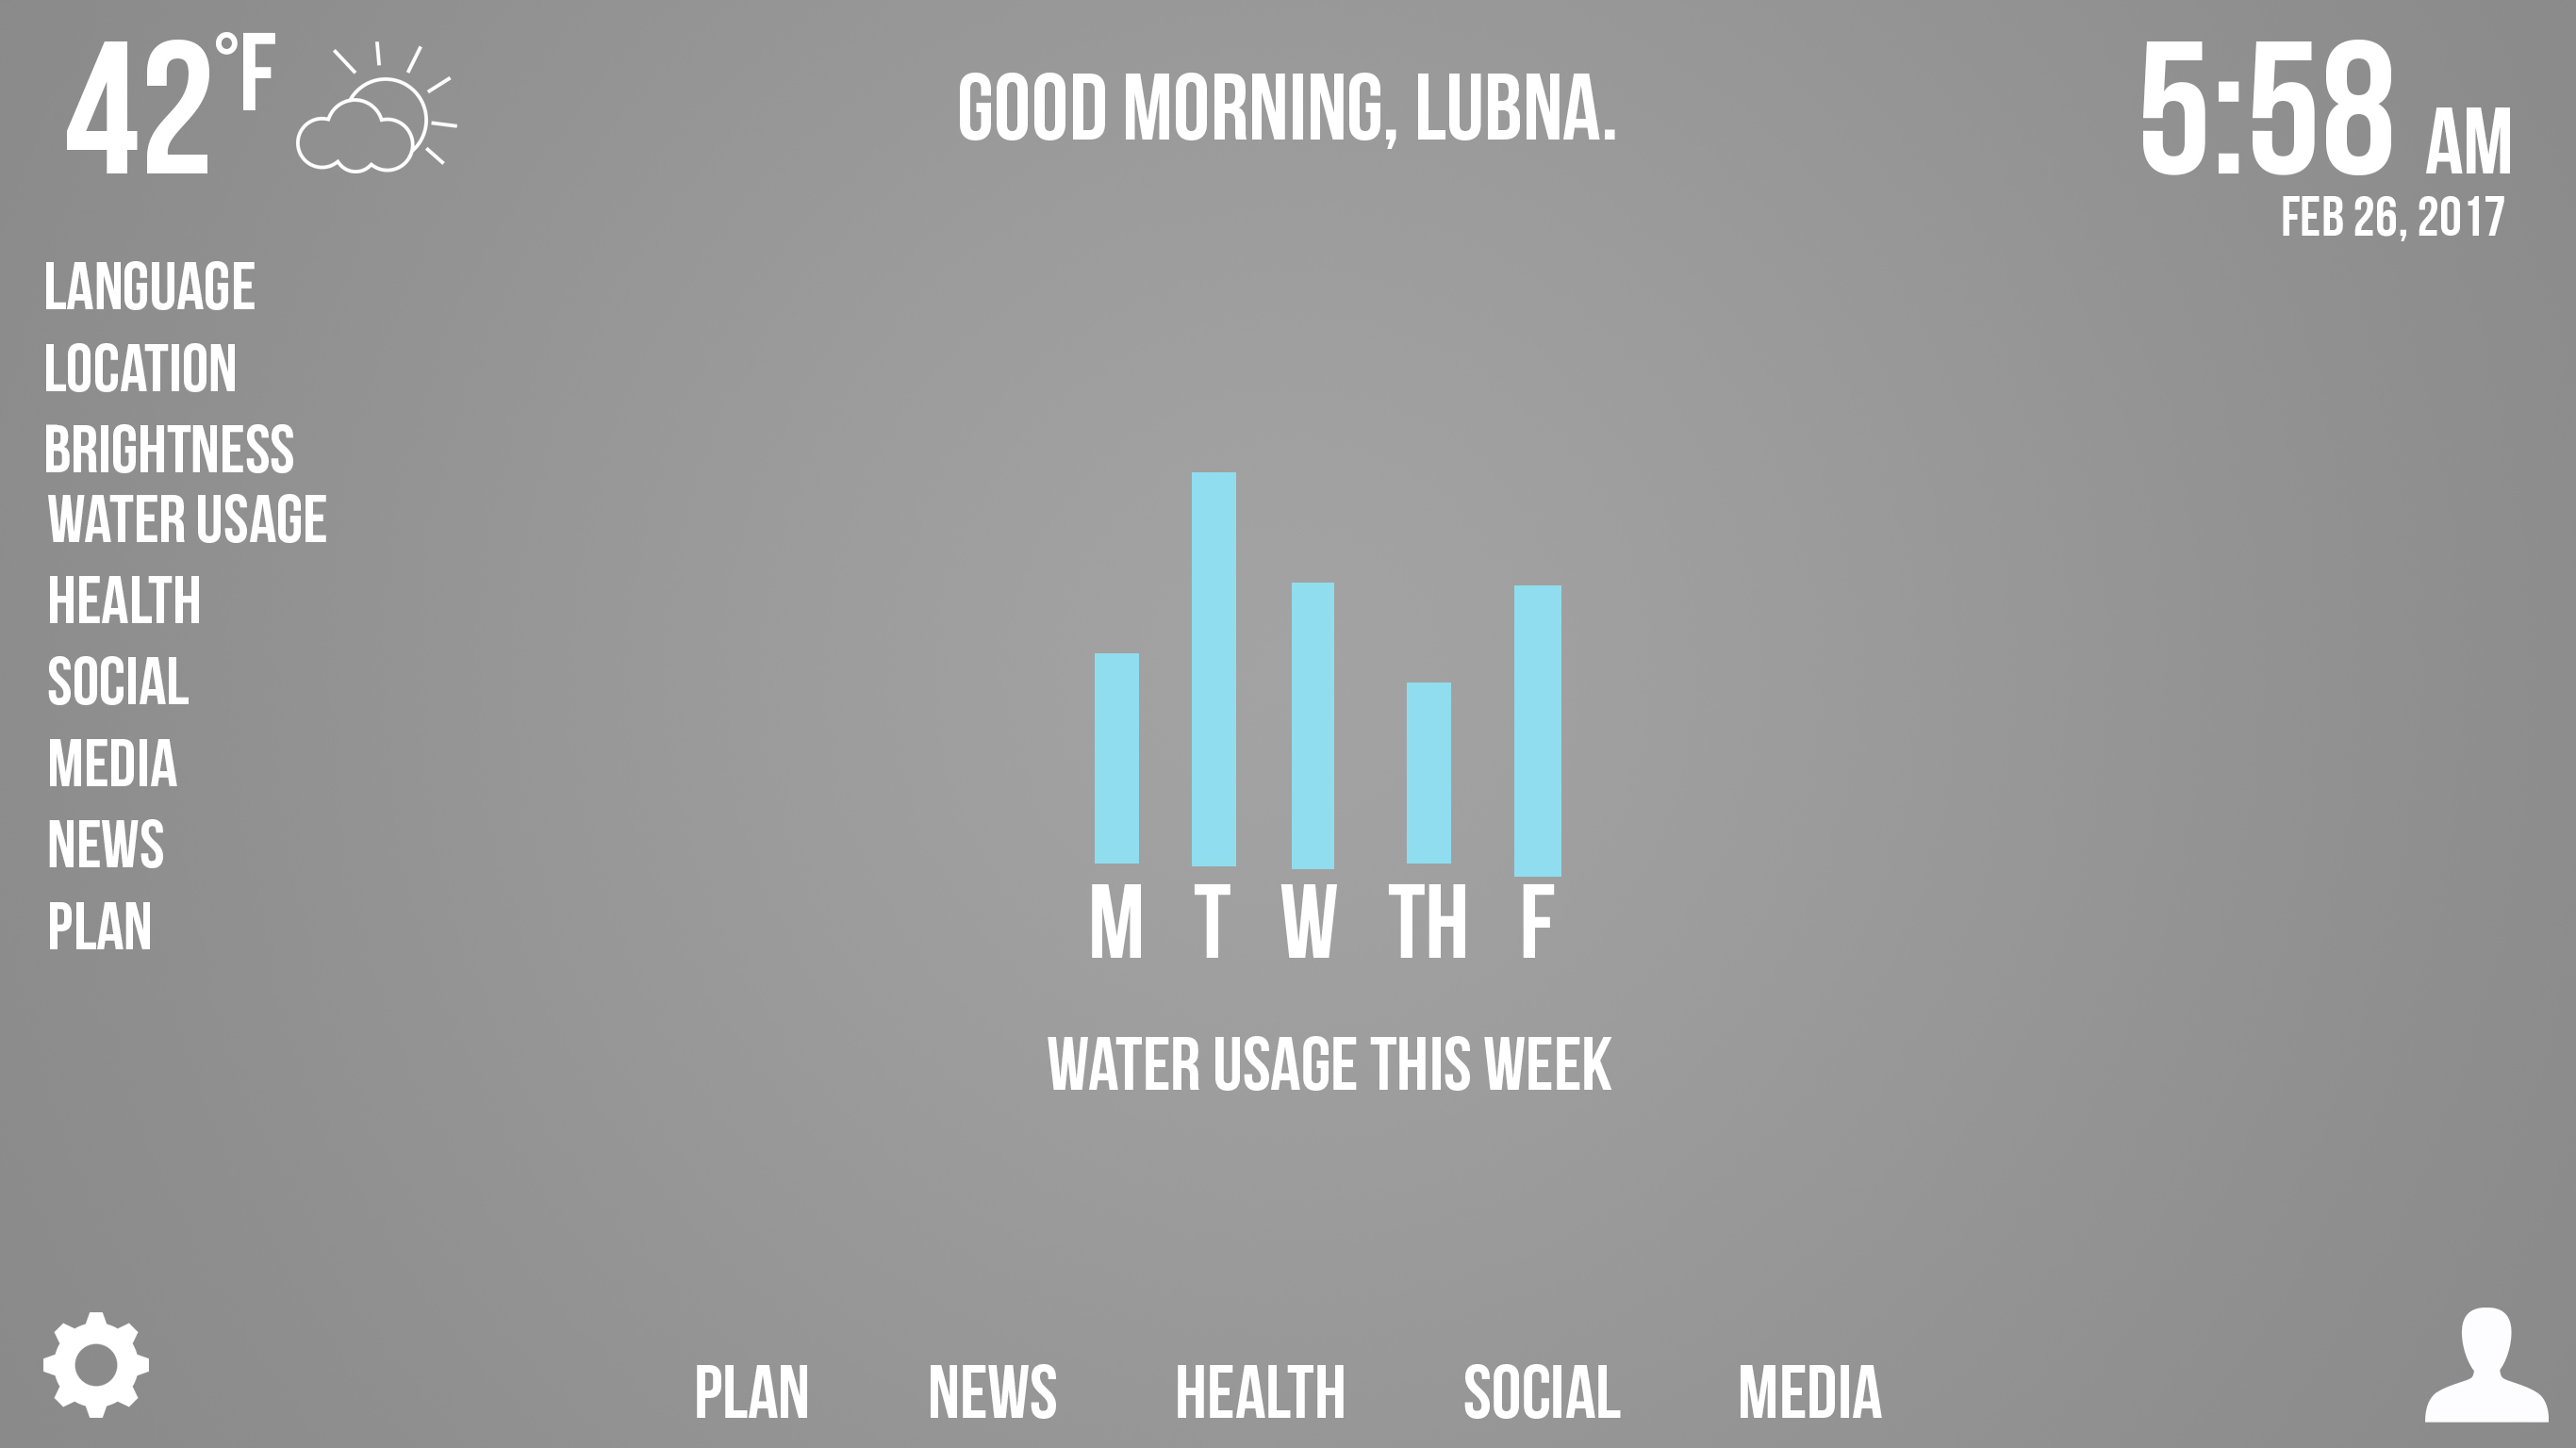 42°F
GOOD MORNING, LUBNA.
5:58 AM
FEB 26, 2017
LANGUAGE
LOCATION
BRIGHTNESS
WATER USAGE
HEALTH
SOCIAL
MEDIA
NEWS
PLAN
M T W TH F
WATER USAGE THIS WEEK
PLAN NEWS HEALTH SOCIAL MEDIA